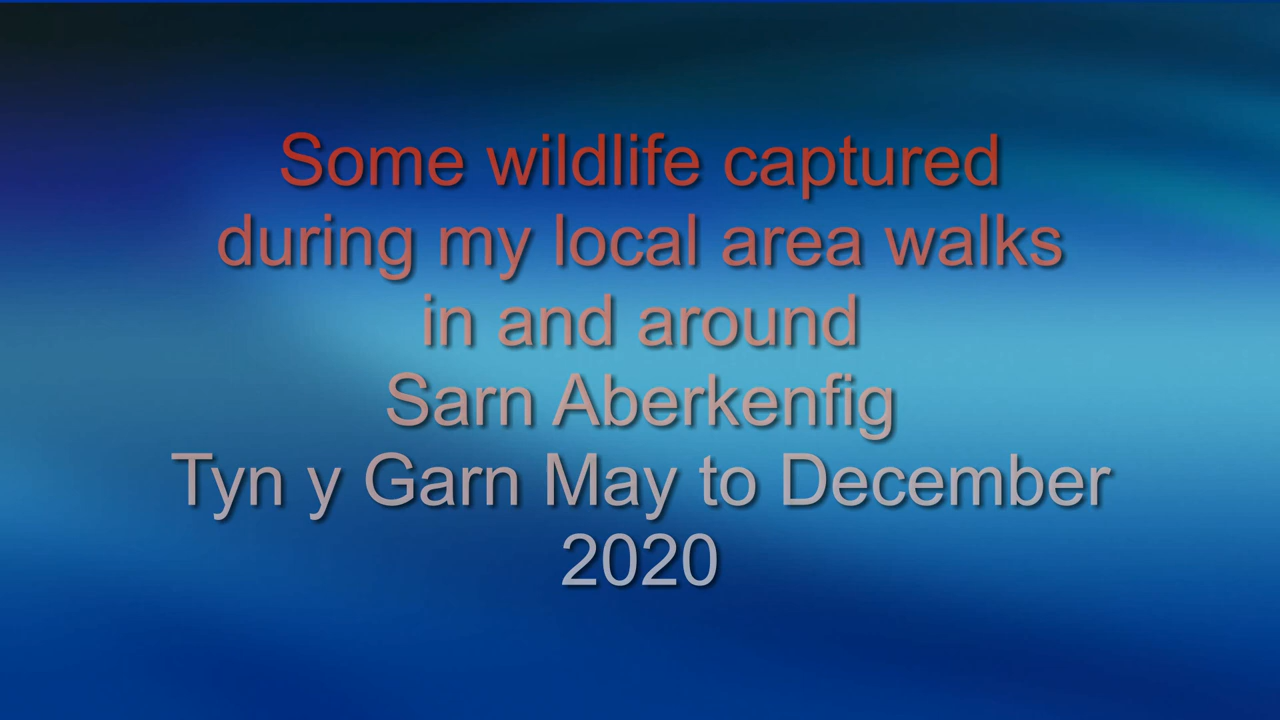 Some wildlife captured
during my local area walks
in and around
Sarn Aberkenfig
Tyn y Garn May to December
2020